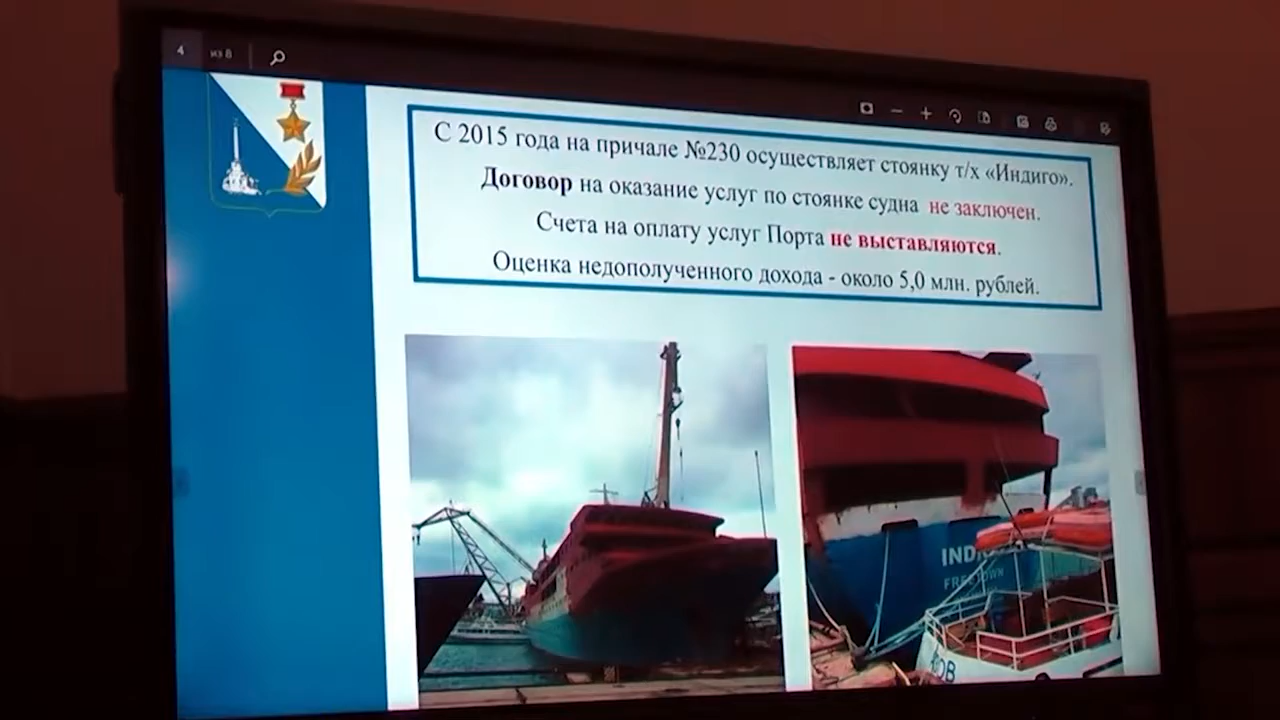 4 из 8
С 2015 года на причале №230 осуществляет стоянку т/х «Индиго».
Договор на оказание услуг по стоянке судна не заключен.
Счета на оплату услуг Порта не выставляются.
Оценка недополученного дохода - около 5,0 млн. рублей.
FREETOWN